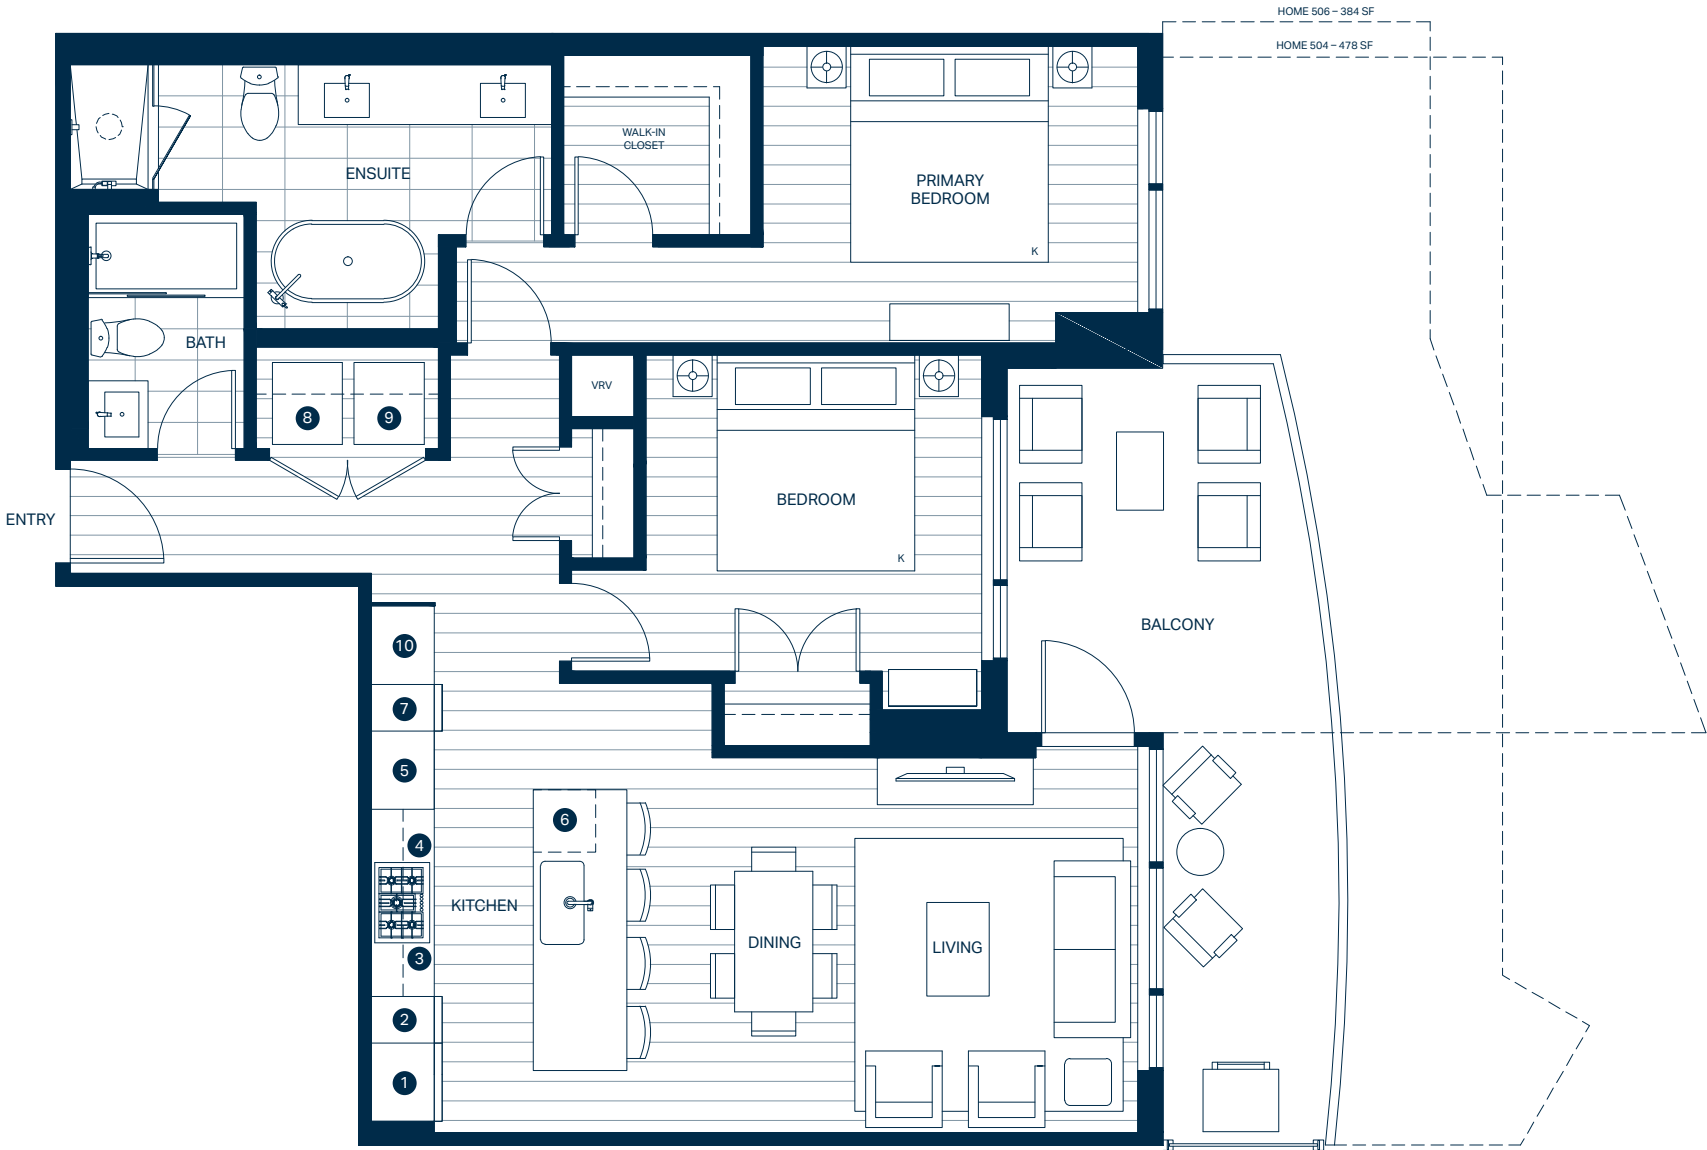 HOME 506 – 384 SF
HOME 504 – 478 SF
WALK-IN
CLOSET
ENSUITE
PRIMARY
BEDROOM
K
BATH
VRV
8
9
BEDROOM
ENTRY
K
BALCONY
10
7
5
6
4
KITCHEN
DINING
LIVING
3
2
1